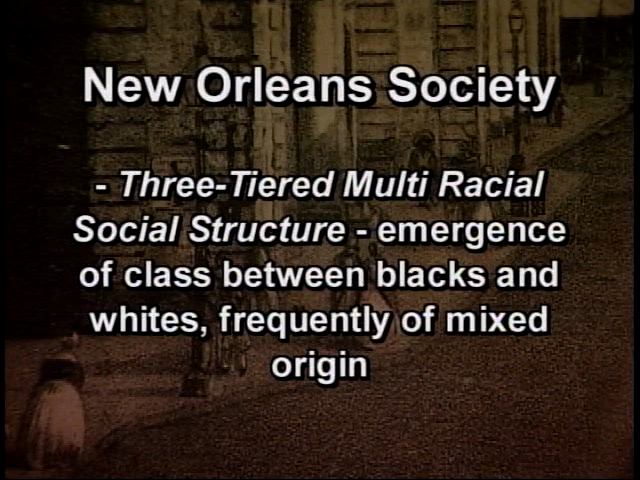 New Orleans Society
- Three-Tiered Multi Racial
Social Structure - emergence
of class between blacks and
whites, frequently of mixed
origin